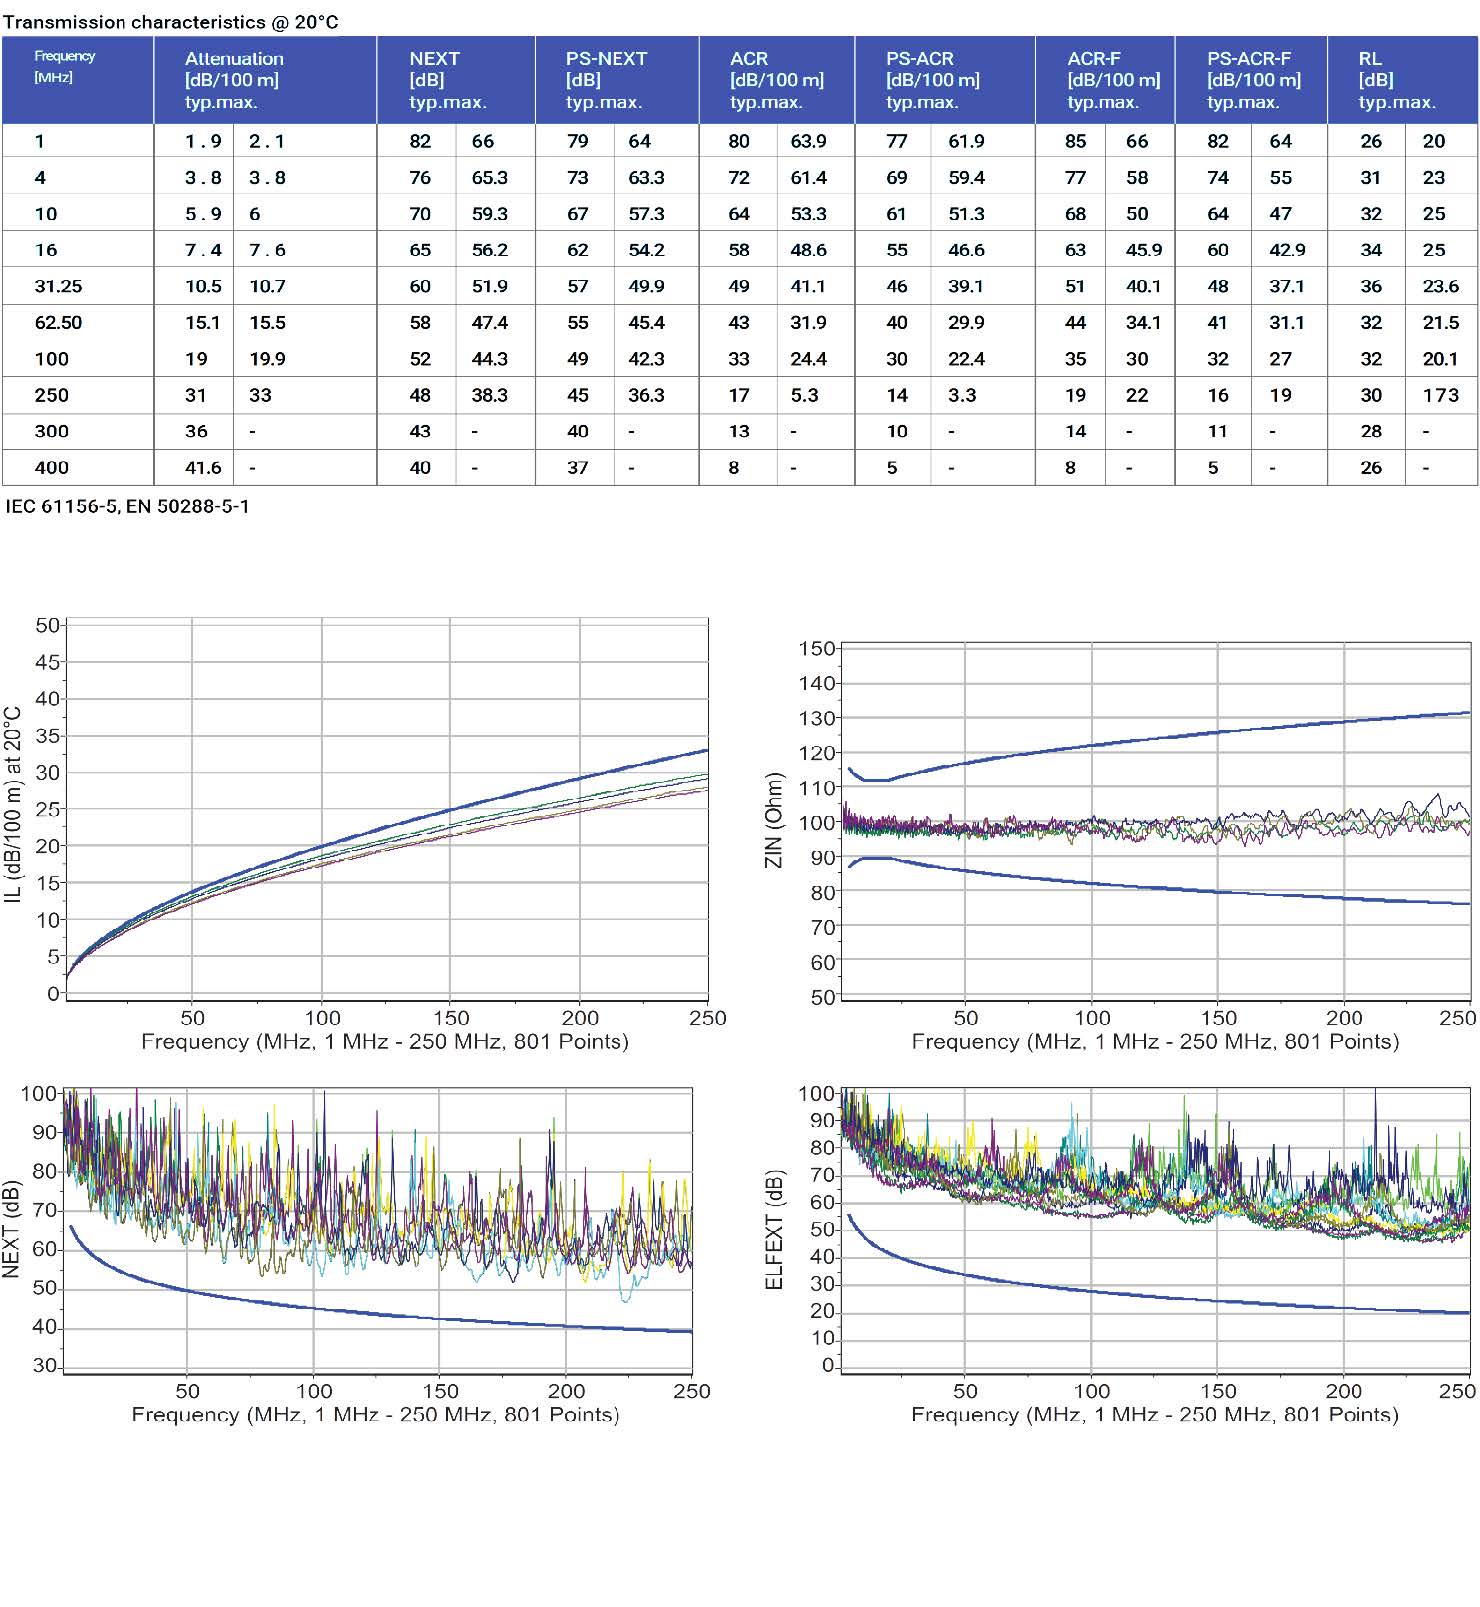 Transmission characteristics @ 20°C
Frequency [MHz] Attenuation [dB/100 m] typ.max. NEXT [dB] typ.max. PS-NEXT [dB] typ.max. ACR [dB/100 m] typ.max. PS-ACR [dB/100 m] typ.max. ACR-F [dB/100 m] typ.max. PS-ACR-F [dB/100 m] typ.max. RL [dB] typ.max.
1 1.9 2.1 82 66 79 64 80 63.9 77 61.9 85 66 82 64 26 20
4 3.8 3.8 76 65.3 73 63.3 72 61.4 69 59.4 77 58 74 55 31 23
10 5.9 6 70 59.3 67 57.3 64 53.3 61 51.3 68 50 64 47 32 25
16 7.4 7.6 65 56.2 62 54.2 58 48.6 55 46.6 63 45.9 60 42.9 34 25
31.25 10.5 10.7 60 51.9 57 49.9 49 41.1 46 39.1 51 40.1 48 37.1 36 23.6
62.50 15.1 15.5 58 47.4 55 45.4 43 31.9 40 29.9 44 34.1 41 31.1 32 21.5
100 19 19.9 52 44.3 49 42.3 33 24.4 30 22.4 35 30 32 27 32 20.1
250 31 33 48 38.3 45 36.3 17 5.3 14 3.3 19 22 16 19 30 173
300 36 - 43 - 40 - 13 - 10 - 14 - 11 - 28 -
400 41.6 - 40 - 37 - 8 - 5 - 8 - 5 - 26 -
IEC 61156-5, EN 50288-5-1
IL (dB/100 m) at 20°C
50
45
40
35
30
25
20
15
10
5
0
50 100 150 200 250
Frequency (MHz, 1 MHz - 250 MHz, 801 Points)
ZIN (Ohm)
150
140
130
120
110
100
90
80
70
60
50
50 100 150 200 250
Frequency (MHz, 1 MHz - 250 MHz, 801 Points)
NEXT (dB)
100
90
80
70
60
50
40
30
50 100 150 200 250
Frequency (MHz, 1 MHz - 250 MHz, 801 Points)
ELFEXT (dB)
100
90
80
70
60
50
40
30
20
10
0
50 100 150 200 250
Frequency (MHz, 1 MHz - 250 MHz, 801 Points)